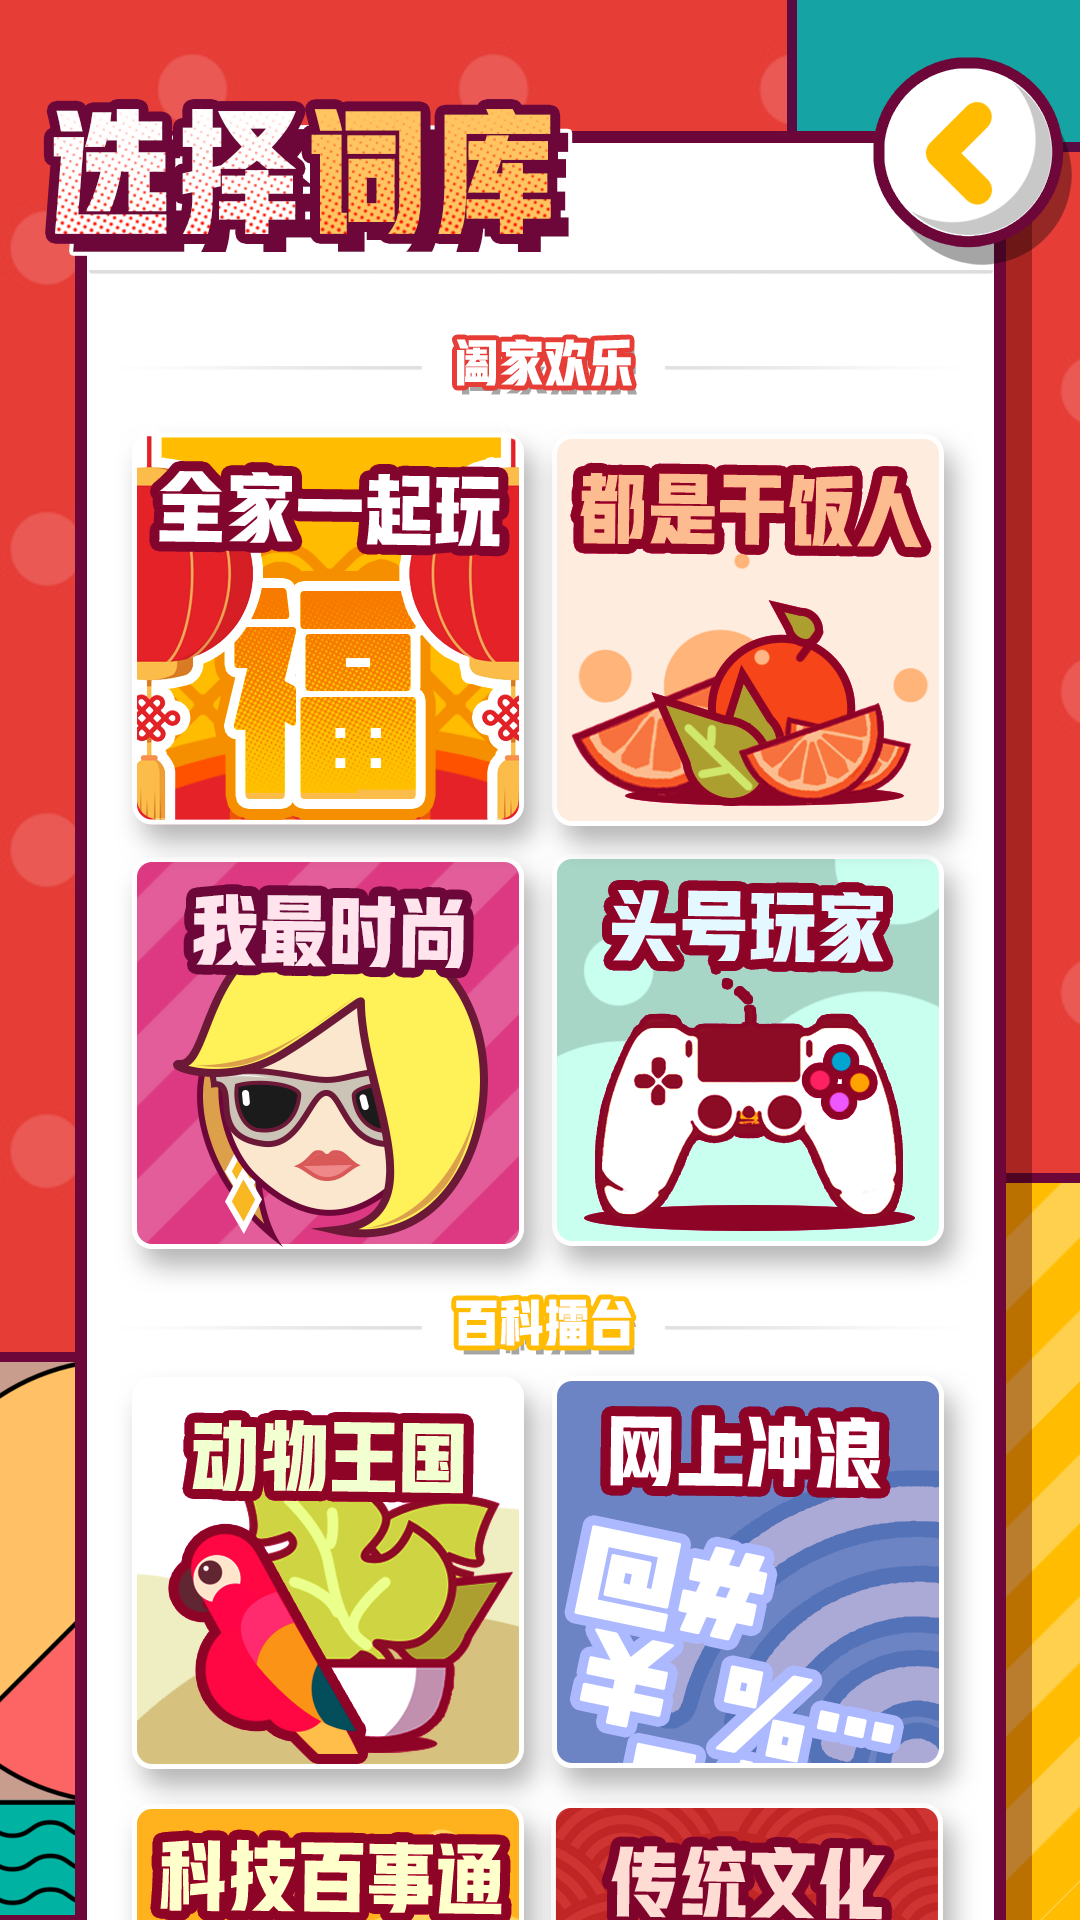 选择词库
阖家欢乐
全家一起玩
都是干饭人
福
我最时尚
头号玩家
百科擂台
动物王国
网上冲浪
@#
¥%...
科技百事通
传统文化